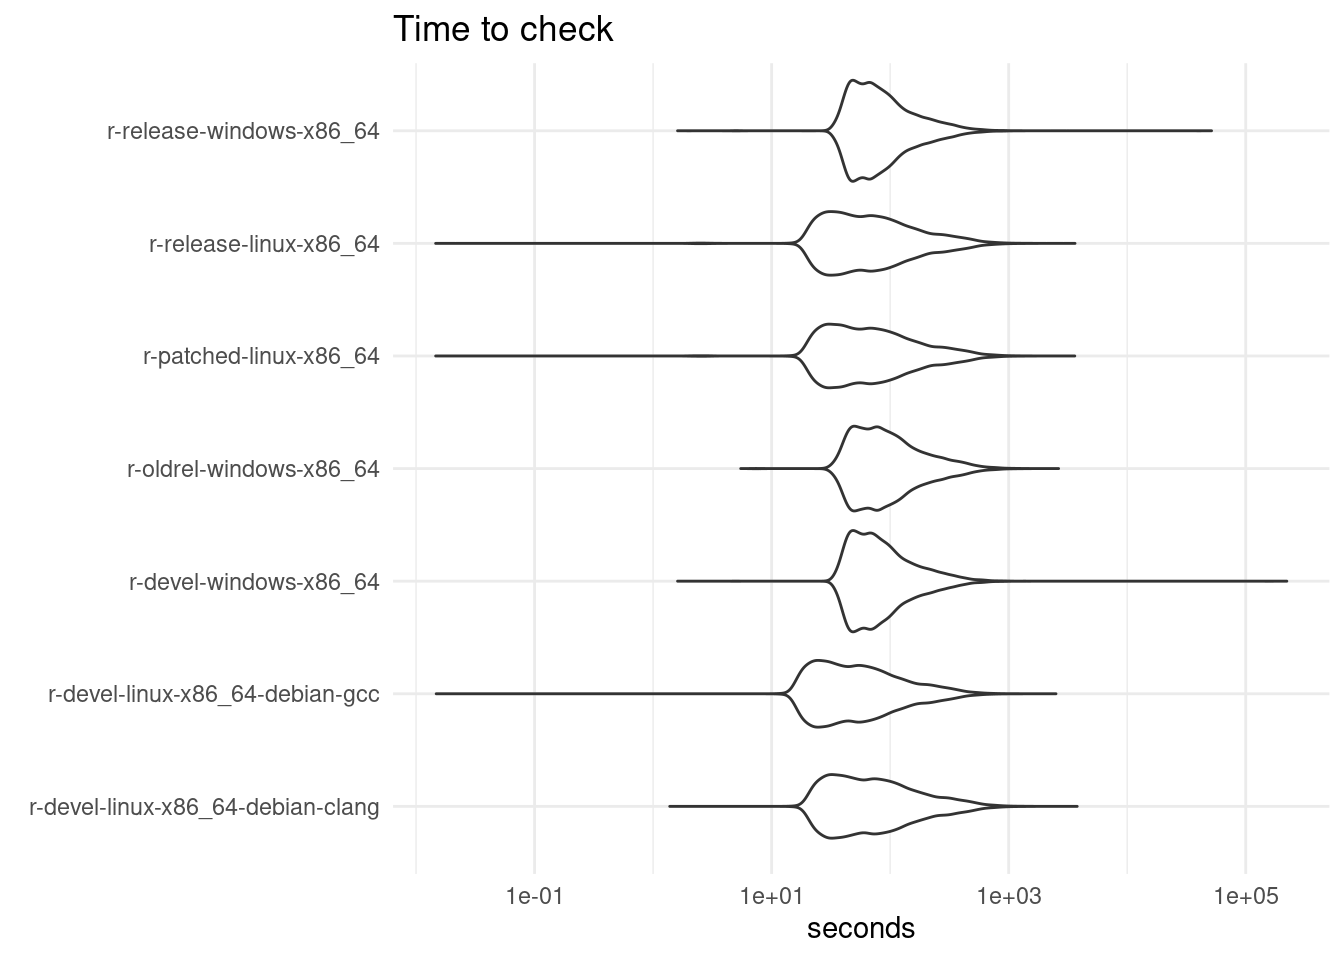 Time to check
r-release-windows-x86_64
r-release-linux-x86_64
r-patched-linux-x86_64
r-oldrel-windows-x86_64
r-devel-windows-x86_64
r-devel-linux-x86_64-debian-gcc
r-devel-linux-x86_64-debian-clang
1e-01 1e+01 1e+03 1e+05
seconds